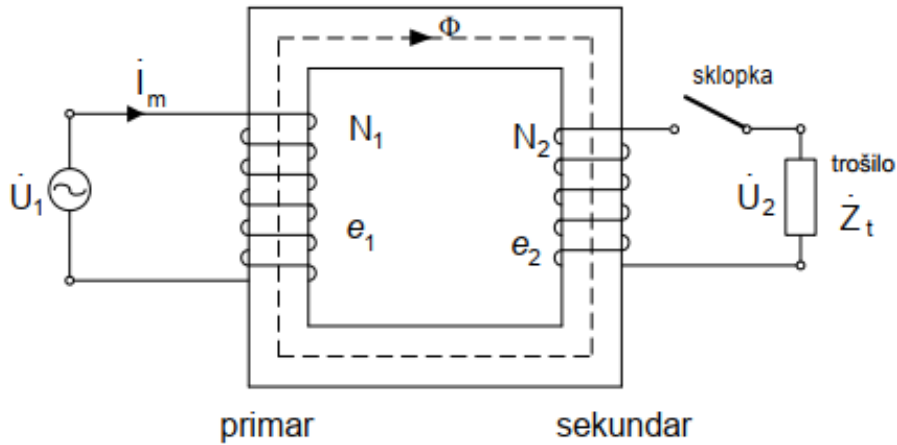 Φ
İm
sklopka
N1
N2
trošilo
U̇1
U̇2
Żt
e1
e2
primar
sekundar